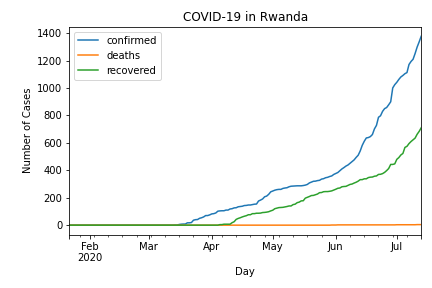 COVID-19 in Rwanda
1400
1200
1000
800
600
400
200
0
Number of Cases
confirmed
deaths
recovered
Feb
2020
Mar
Apr
May
Jun
Jul
Day